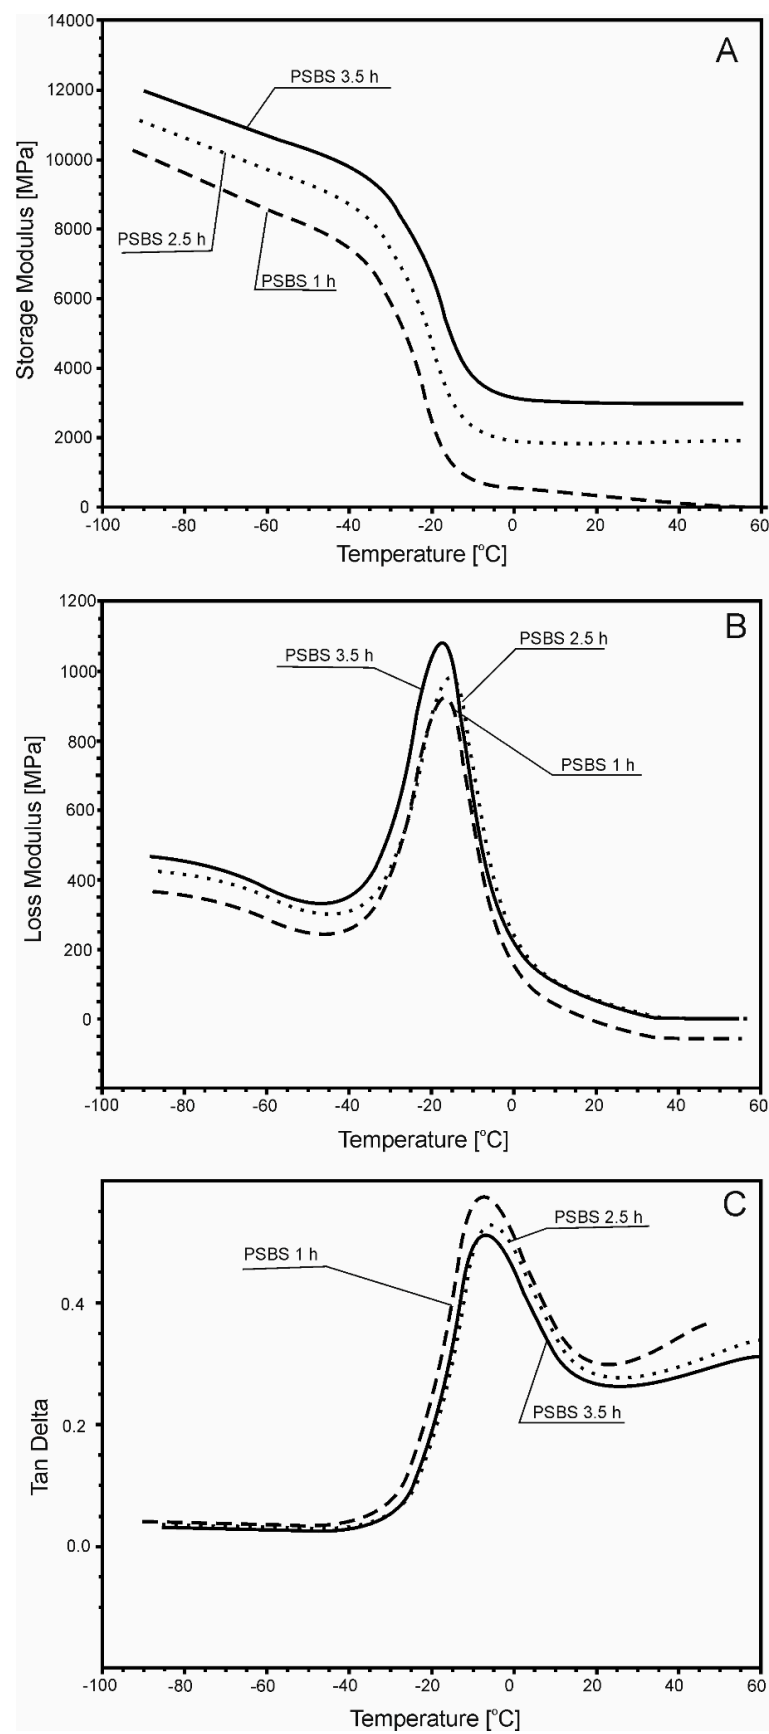 14000
A
PSBS 3.5 h
12000
10000
8000
PSBS 2.5 h
PSBS 1 h
6000
4000
2000
0
Storage Modulus [MPa]
-100 -80 -60 -40 -20 0 20 40 60
Temperature [°C]
1200
B
PSBS 3.5 h
PSBS 2.5 h
1000
PSBS 1 h
800
600
400
200
0
Loss Modulus [MPa]
-100 -80 -60 -40 -20 0 20 40 60
Temperature [°C]
C
PSBS 2.5 h
PSBS 1 h
0.4
PSBS 3.5 h
0.2
0.0
Tan Delta
-100 -80 -60 -40 -20 0 20 40 60
Temperature [°C]